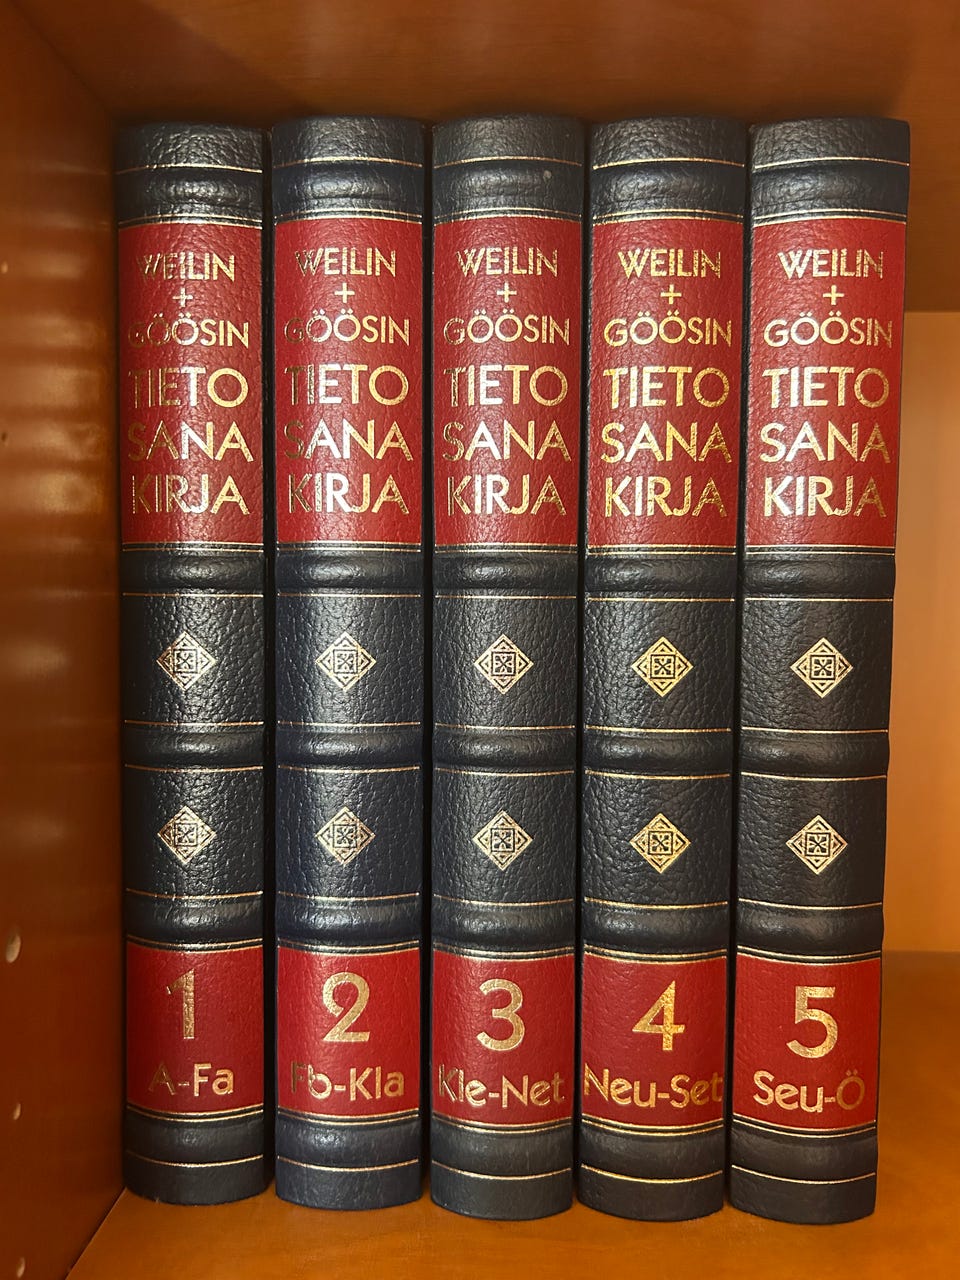 WEILIN
+
GÖÖSIN
TIETO
SANA
KIRJA
1
A-Fa
WEILIN
+
GÖÖSIN
TIETO
SANA
KIRJA
2
Fb-Kla
WEILIN
+
GÖÖSIN
TIETO
SANA
KIRJA
3
Kle-Net
WEILIN
+
GÖÖSIN
TIETO
SANA
KIRJA
4
Neu-Set
WEILIN
+
GÖÖSIN
TIETO
SANA
KIRJA
5
Seu-Ö